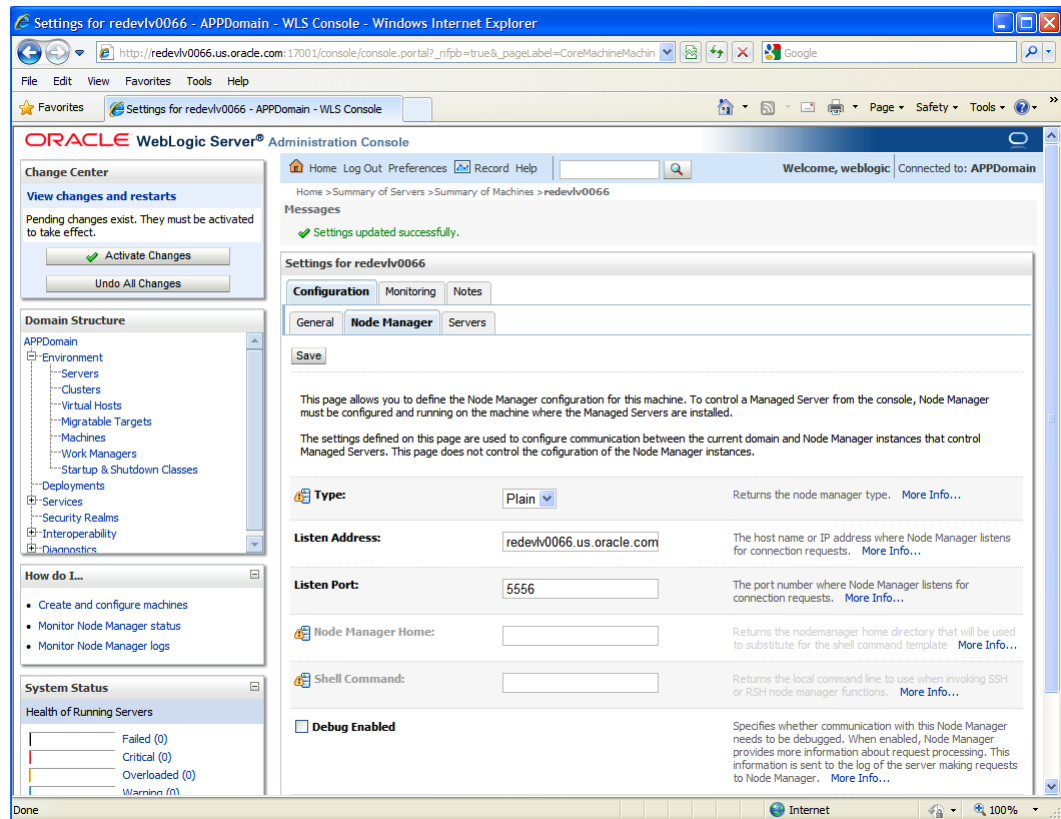 Settings for redevlv0066 - APPDomain - WLS Console - Windows Internet Explorer
http://redevlv0066.us.oracle.com:17001/console/console.portal?_nfpb=true&_pageLabel=CoreMachineMachin
Google
File Edit View Favorites Tools Help
Favorites
Settings for redevlv0066 - APPDomain - WLS Console
Page Safety Tools
ORACLE WebLogic Server® Administration Console
Change Center
View changes and restarts
Pending changes exist. They must be activated
to take effect.
Activate Changes
Undo All Changes
Domain Structure
APPDomain
Environment
Servers
Clusters
Virtual Hosts
Migratable Targets
Machines
Work Managers
Startup & Shutdown Classes
Deployments
Services
Security Realms
Interoperability
Diagnostics
How do I...
Create and configure machines
Monitor Node Manager status
Monitor Node Manager logs
System Status
Health of Running Servers
Failed (0)
Critical (0)
Overloaded (0)
Warning (0)
Home Log Out Preferences Record Help
Welcome, weblogic Connected to: APPDomain
Home >Summary of Servers >Summary of Machines >redevlv0066
Messages
Settings updated successfully.
Settings for redevlv0066
Configuration Monitoring Notes
General Node Manager Servers
Save
This page allows you to define the Node Manager configuration for this machine. To control a Managed Server from the console, Node Manager
must be configured and running on the machine where the Managed Servers are installed.
The settings defined on this page are used to configure communication between the current domain and Node Manager instances that control
Managed Servers. This page does not control the cofiguration of the Node Manager instances.
Type:
Plain
Returns the node manager type. More Info...
Listen Address:
redevlv0066.us.oracle.com
The host name or IP address where Node Manager listens
for connection requests. More Info...
Listen Port:
5556
The port number where Node Manager listens for
connection requests. More Info...
Node Manager Home:
Returns the nodemanager home directory that will be used
to substitute for the shell command template More Info...
Shell Command:
Returns the local command line to use when invoking SSH
or RSH node manager functions. More Info...
Debug Enabled
Specifies whether communication with this Node Manager
needs to be debugged. When enabled, Node Manager
provides more information about request processing. This
information is sent to the log of the server making requests
to Node Manager. More Info...
Done
Internet
100%